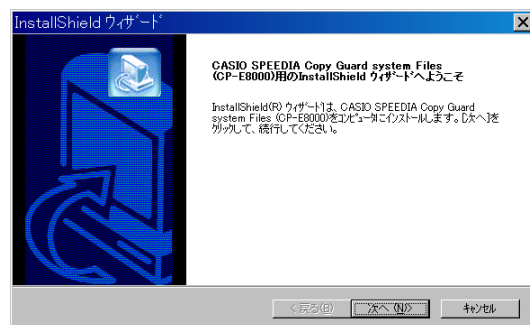 InstallShield ウィザード
CASIO SPEEDIA Copy Guard system Files
(CP-E8000)用のInstallShield ウィザードへようこそ
InstallShield(R) ウィザードは、CASIO SPEEDIA Copy Guard
system Files (CP-E8000)をコンピュータにインストールします。［次へ］を
クリックして、続行してください。
< 戻る(B)
次へ (N)>
キャンセル